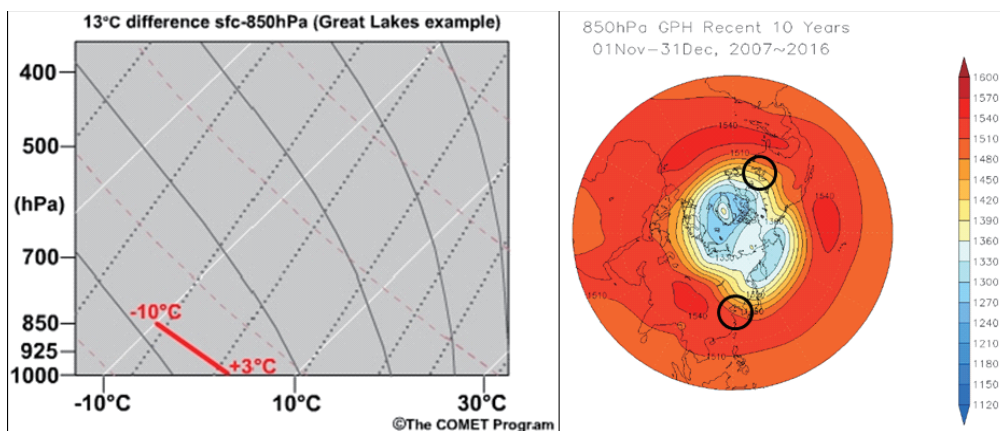 13°C difference sfc-850hPa (Great Lakes example)
400
500
(hPa)
700
850
925
1000
-10°C
+3°C
-10°C
10°C
30°C
©The COMET Program
850hPa GPH Recent 10 Years
01Nov-31Dec, 2007~2016
1540
1510
1540
1510
1540
1510
1600
1570
1540
1510
1480
1450
1420
1390
1360
1330
1300
1270
1240
1210
1180
1150
1120